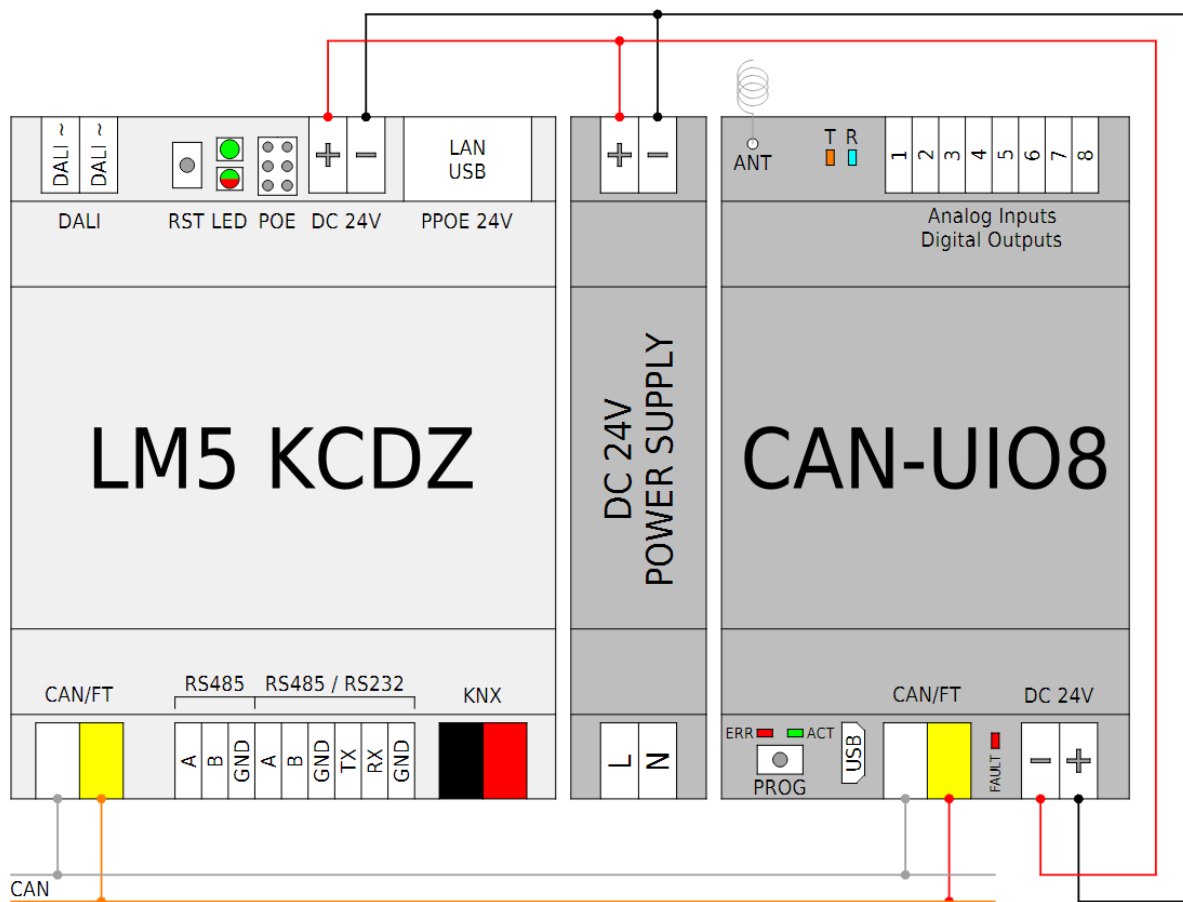 DALI ~
DALI ~
+
−
LAN
USB
DALI
RST LED POE DC 24V PPOE 24V
LM5 KCDZ
CAN/FT
RS485 RS485 / RS232
KNX
A
B
GND
A
B
GND
TX
RX
GND
+
−
DC 24V
POWER SUPPLY
L
N
ANT
T R
1
2
3
4
5
6
7
8
Analog Inputs
Digital Outputs
CAN-UIO8
CAN/FT
DC 24V
ERR ACT
PROG
USB
FAULT
−
+
CAN